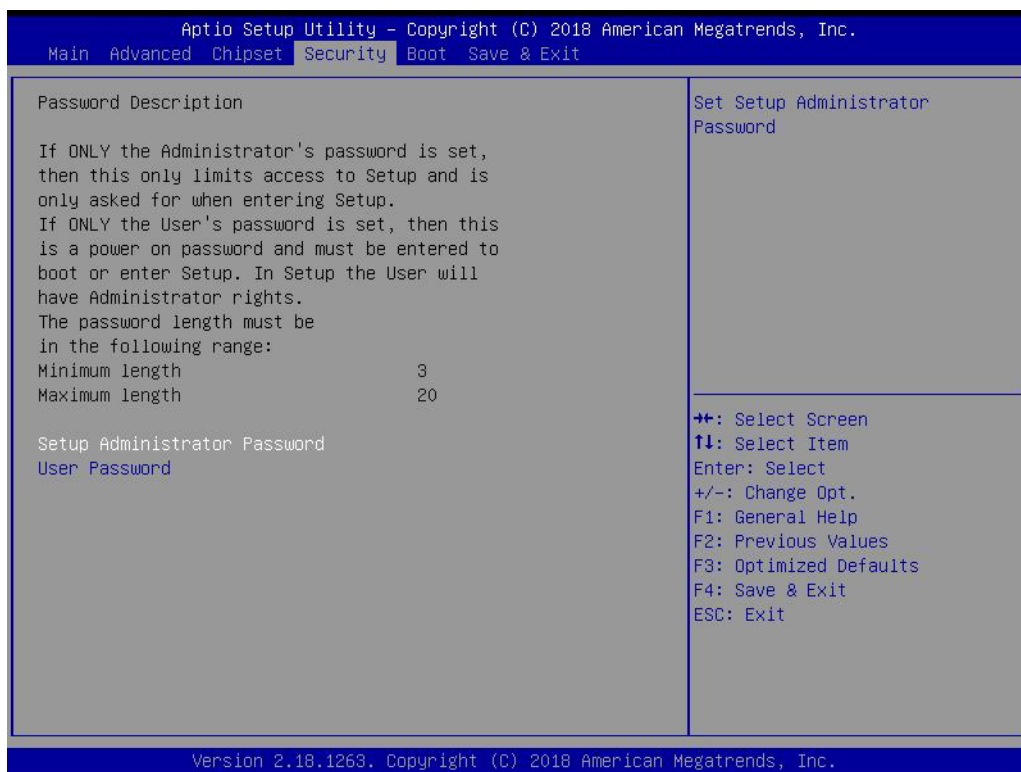 Aptio Setup Utility – Copyright (C) 2018 American Megatrends, Inc.
Main Advanced Chipset Security Boot Save & Exit
Password Description
If ONLY the Administrator's password is set,
then this only limits access to Setup and is
only asked for when entering Setup.
If ONLY the User's password is set, then this
is a power on password and must be entered to
boot or enter Setup. In Setup the User will
have Administrator rights.
The password length must be
in the following range:
Minimum length 3
Maximum length 20
Setup Administrator Password
User Password
Set Setup Administrator
Password
→←: Select Screen
↑↓: Select Item
Enter: Select
+/-: Change Opt.
F1: General Help
F2: Previous Values
F3: Optimized Defaults
F4: Save & Exit
ESC: Exit
Version 2.18.1263. Copyright (C) 2018 American Megatrends, Inc.